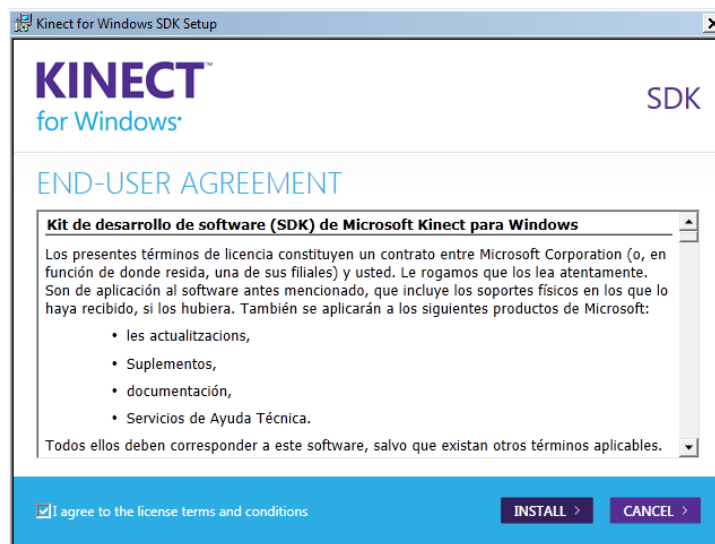 Kinect for Windows SDK Setup
KINECT™
for Windows•
SDK
END-USER AGREEMENT
Kit de desarrollo de software (SDK) de Microsoft Kinect para Windows
Los presentes términos de licencia constituyen un contrato entre Microsoft Corporation (o, en
función de donde resida, una de sus filiales) y usted. Le rogamos que los lea atentamente.
Son de aplicación al software antes mencionado, que incluye los soportes físicos en los que lo
haya recibido, si los hubiera. También se aplicarán a los siguientes productos de Microsoft:
• les actualitzacions,
• Suplementos,
• documentación,
• Servicios de Ayuda Técnica.
Todos ellos deben corresponder a este software, salvo que existan otros términos aplicables.
I agree to the license terms and conditions
INSTALL >
CANCEL >